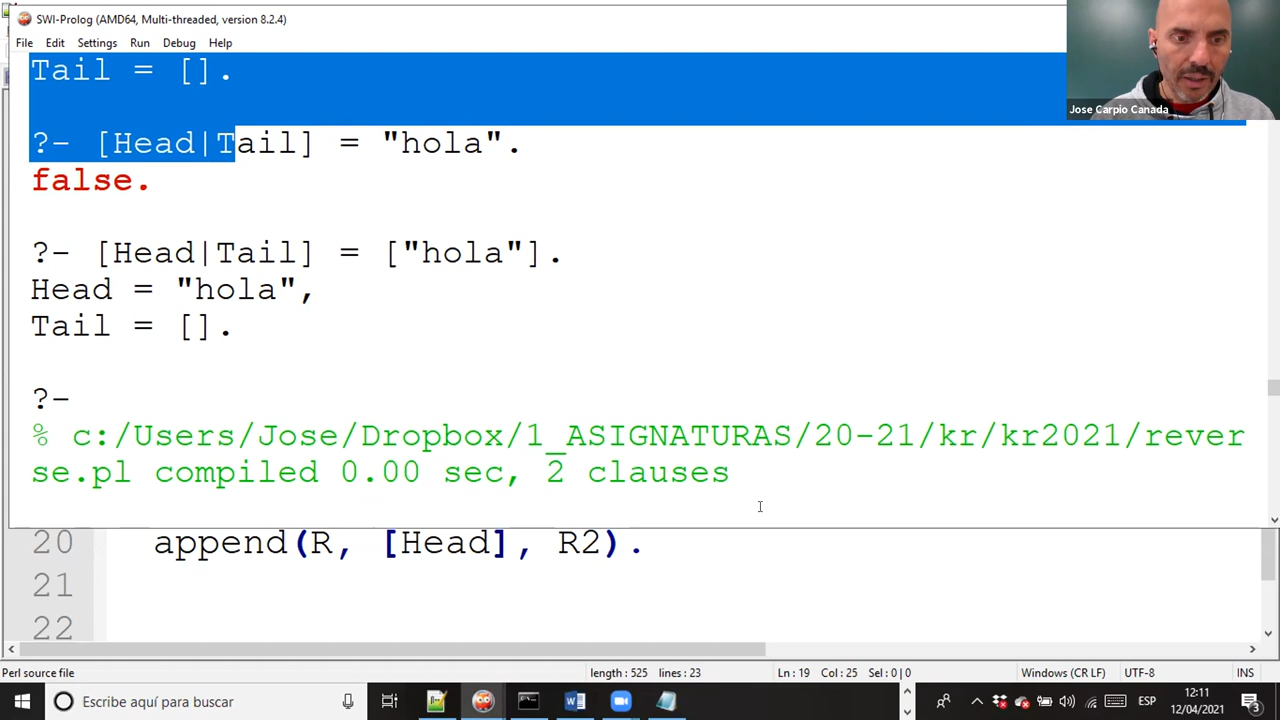 SWI-Prolog (AMD64, Multi-threaded, version 8.2.4)
File Edit Settings Run Debug Help
Tail = [].
?- [Head|Tail] = "hola".
false.
?- [Head|Tail] = ["hola"].
Head = "hola",
Tail = [].
?-
% c:/Users/Jose/Dropbox/1_ASIGNATURAS/20-21/kr/kr2021/rever
se.pl compiled 0.00 sec, 2 clauses
Jose Carpio Canada
20 append(R, [Head], R2).
21
22
Perl source file length : 525 lines : 23 Ln : 19 Col : 25 Sel : 0 | 0 Windows (CR LF) UTF-8 INS
Escribe aquí para buscar ESP 12:11
12/04/2021 3